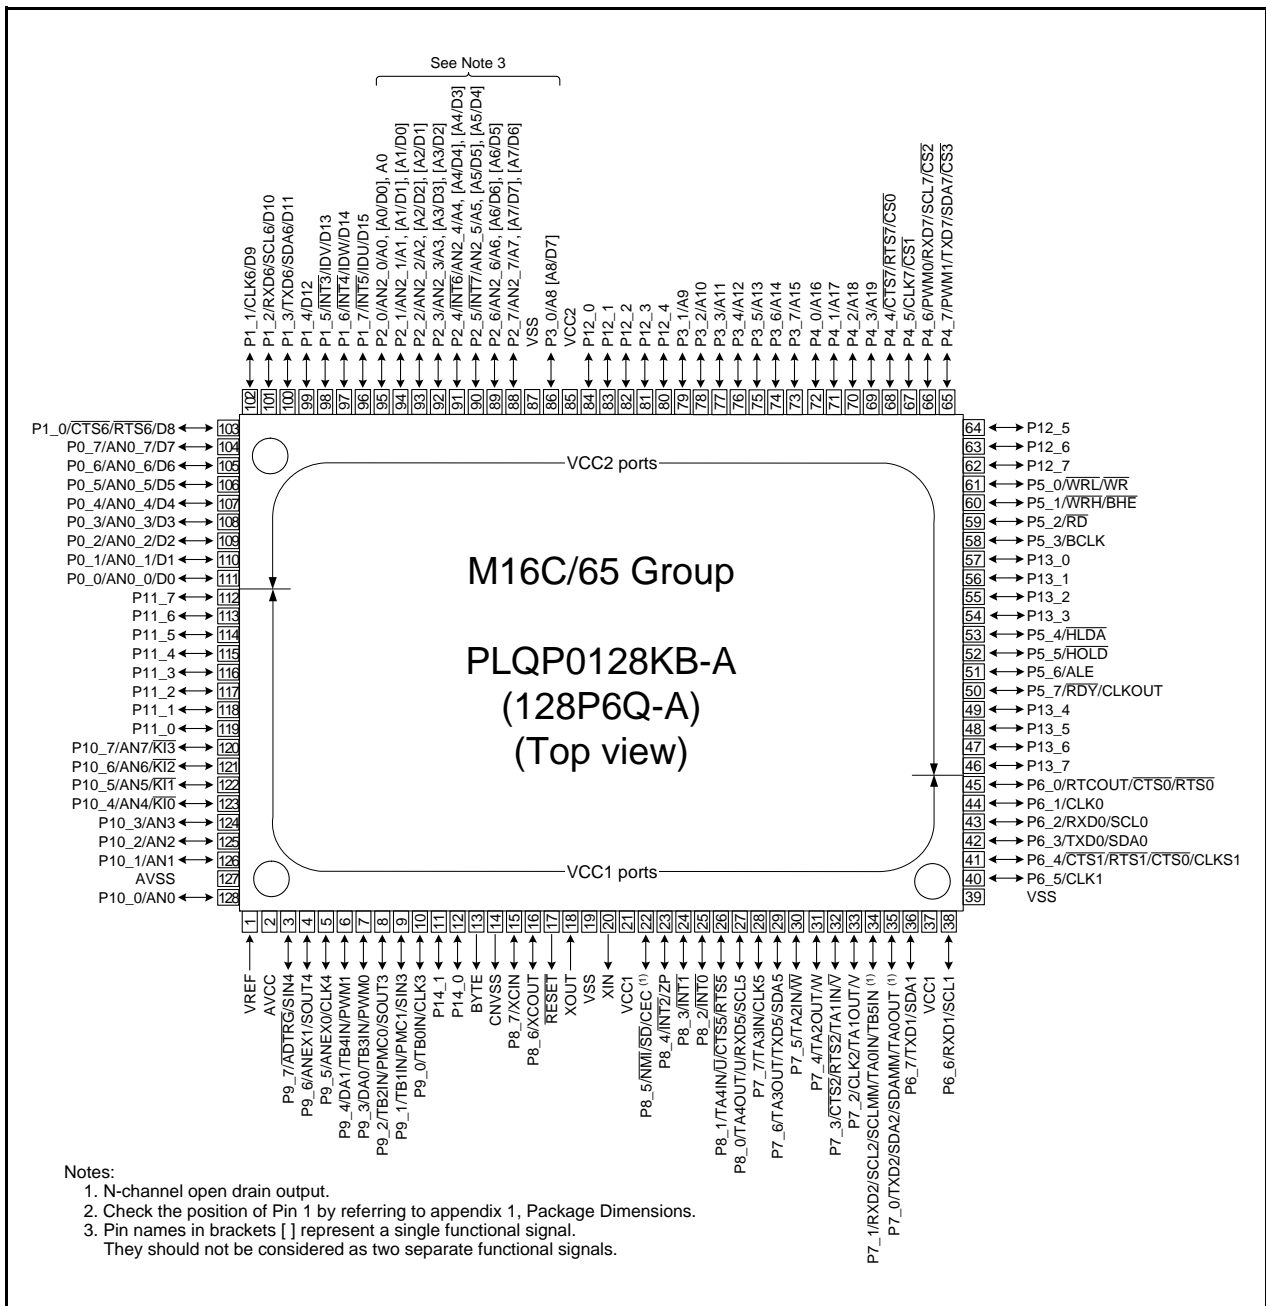 See Note 3
P1_1/CLK6/D9
P1_2/RXD6/SCL6/D10
P1_3/TXD6/SDA6/D11
P1_4/D12
P1_5/INT3/IDV/D13
P1_6/INT4/IDW/D14
P1_7/INT5/IDU/D15
P2_0/AN2_0/A0, [A0/D0], A0
P2_1/AN2_1/A1, [A1/D1], [A1/D0]
P2_2/AN2_2/A2, [A2/D2], [A2/D1]
P2_3/AN2_3/A3, [A3/D3], [A3/D2]
P2_4/INT6/AN2_4/A4, [A4/D4], [A4/D3]
P2_5/INT7/AN2_5/A5, [A5/D5], [A5/D4]
P2_6/AN2_6/A6, [A6/D6], [A6/D5]
P2_7/AN2_7/A7, [A7/D7], [A7/D6]
VSS
P3_0/A8 [A8/D7]
VCC2
P12_0
P12_1
P12_2
P12_3
P12_4
P3_1/A9
P3_2/A10
P3_3/A11
P3_4/A12
P3_5/A13
P3_6/A14
P3_7/A15
P4_0/A16
P4_1/A17
P4_2/A18
P4_3/A19
P4_4/CTS7/RTS7/CS0
P4_5/CLK7/CS1
P4_6/PWM0/RXD7/SCL7/CS2
P4_7/PWM1/TXD7/SDA7/CS3
102 101 100 99 98 97 96 95 94 93 92 91 90 89 88 87 86 85 84 83 82 81 80 79 78 77 76 75 74 73 72 71 70 69 68 67 66 65
P1_0/CTS6/RTS6/D8 103
P0_7/AN0_7/D7 104
P0_6/AN0_6/D6 105
P0_5/AN0_5/D5 106
P0_4/AN0_4/D4 107
P0_3/AN0_3/D3 108
P0_2/AN0_2/D2 109
P0_1/AN0_1/D1 110
P0_0/AN0_0/D0 111
P11_7 112
P11_6 113
P11_5 114
P11_4 115
P11_3 116
P11_2 117
P11_1 118
P11_0 119
P10_7/AN7/KI3 120
P10_6/AN6/KI2 121
P10_5/AN5/KI1 122
P10_4/AN4/KI0 123
P10_3/AN3 124
P10_2/AN2 125
P10_1/AN1 126
AVSS 127
P10_0/AN0 128
VCC2 ports
M16C/65 Group
PLQP0128KB-A
(128P6Q-A)
(Top view)
VCC1 ports
64 P12_5
63 P12_6
62 P12_7
61 P5_0/WRL/WR
60 P5_1/WRH/BHE
59 P5_2/RD
58 P5_3/BCLK
57 P13_0
56 P13_1
55 P13_2
54 P13_3
53 P5_4/HLDA
52 P5_5/HOLD
51 P5_6/ALE
50 P5_7/RDY/CLKOUT
49 P13_4
48 P13_5
47 P13_6
46 P13_7
45 P6_0/RTCOUT/CTS0/RTS0
44 P6_1/CLK0
43 P6_2/RXD0/SCL0
42 P6_3/TXD0/SDA0
41 P6_4/CTS1/RTS1/CTS0/CLKS1
40 P6_5/CLK1
39 VSS
1 2 3 4 5 6 7 8 9 10 11 12 13 14 15 16 17 18 19 20 21 22 23 24 25 26 27 28 29 30 31 32 33 34 35 36 37 38
VREF
AVCC
P9_7/ADTRG/SIN4
P9_6/ANEX1/SOUT4
P9_5/ANEX0/CLK4
P9_4/DA1/TB4IN/PWM1
P9_3/DA0/TB3IN/PWM0
P9_2/TB2IN/PMC0/SOUT3
P9_1/TB1IN/PMC1/SIN3
P9_0/TB0IN/CLK3
P14_1
P14_0
BYTE
CNVSS
P8_7/XCIN
P8_6/XCOUT
RESET
XOUT
VSS
XIN
VCC1
P8_5/NMI/SD/CEC (1)
P8_4/INT2/ZP
P8_3/INT1
P8_2/INT0
P8_1/TA4IN/U/CTS5/RTS5
P8_0/TA4OUT/U/RXD5/SCL5
P7_7/TA3IN/CLK5
P7_6/TA3OUT/TXD5/SDA5
P7_5/TA2IN/W
P7_4/TA2OUT/W
P7_3/CTS2/RTS2/TA1IN/V
P7_2/CLK2/TA1OUT/V
P7_1/RXD2/SCL2/SCLMM/TA0IN/TB5IN (1)
P7_0/TXD2/SDA2/SDAMM/TA0OUT (1)
P6_7/TXD1/SDA1
VCC1
P6_6/RXD1/SCL1
Notes:
1. N-channel open drain output.
2. Check the position of Pin 1 by referring to appendix 1, Package Dimensions.
3. Pin names in brackets [ ] represent a single functional signal.
They should not be considered as two separate functional signals.